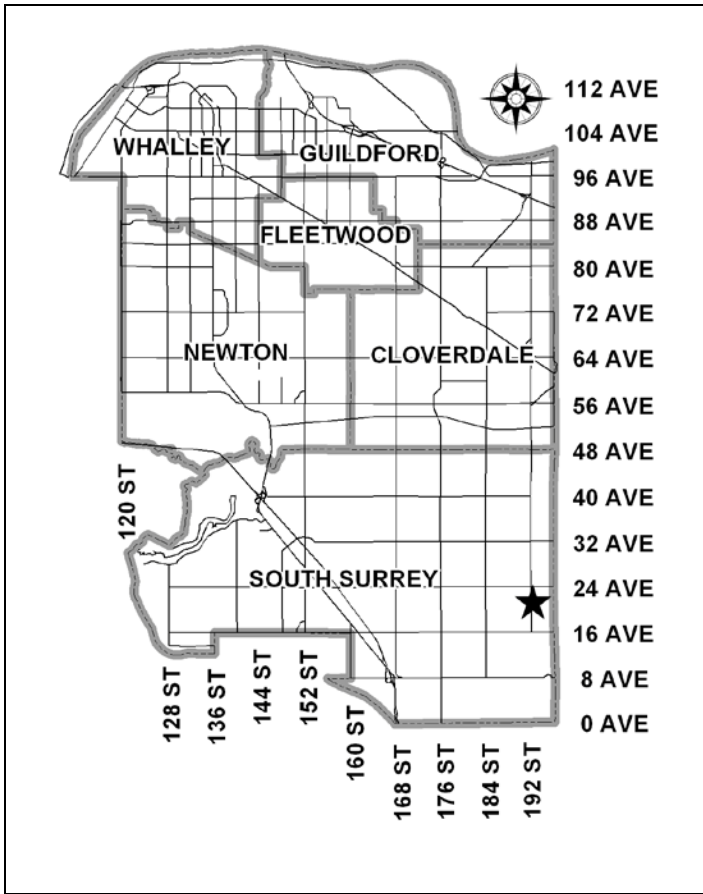 112 AVE
104 AVE
WHALLEY
GUILDFORD
96 AVE
88 AVE
FLEETWOOD
80 AVE
72 AVE
NEWTON
CLOVERDALE
64 AVE
56 AVE
48 AVE
120 ST
40 AVE
32 AVE
SOUTH SURREY
24 AVE
16 AVE
8 AVE
0 AVE
128 ST
136 ST
144 ST
152 ST
160 ST
168 ST
176 ST
184 ST
192 ST